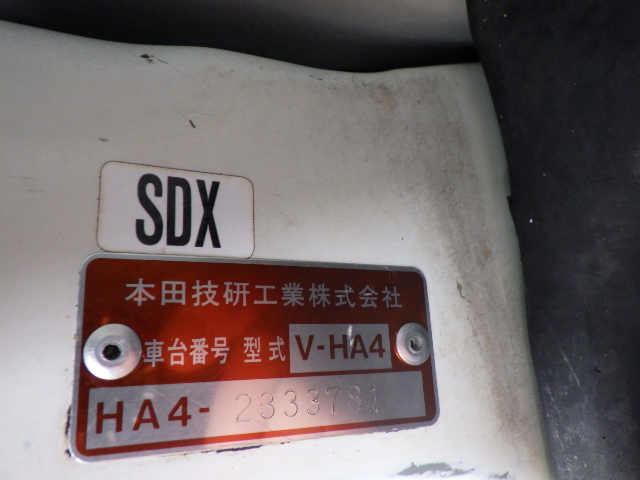 SDX
本田技研工業株式会社
車台番号 型式 V-HA4
HA4- 2333781